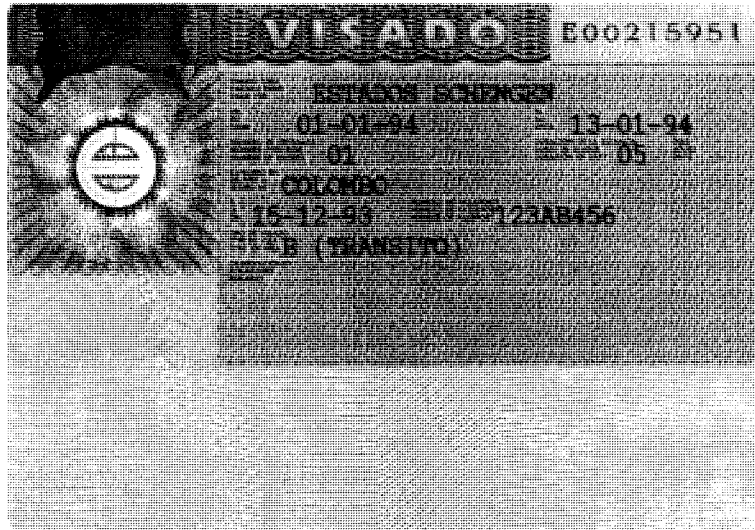 VISADO E00215951
ESTADOS SCHENGEN
01-01-94 13-01-94
01 05
COLOMBO
15-12-93 123AB456
B (TRANSITO)